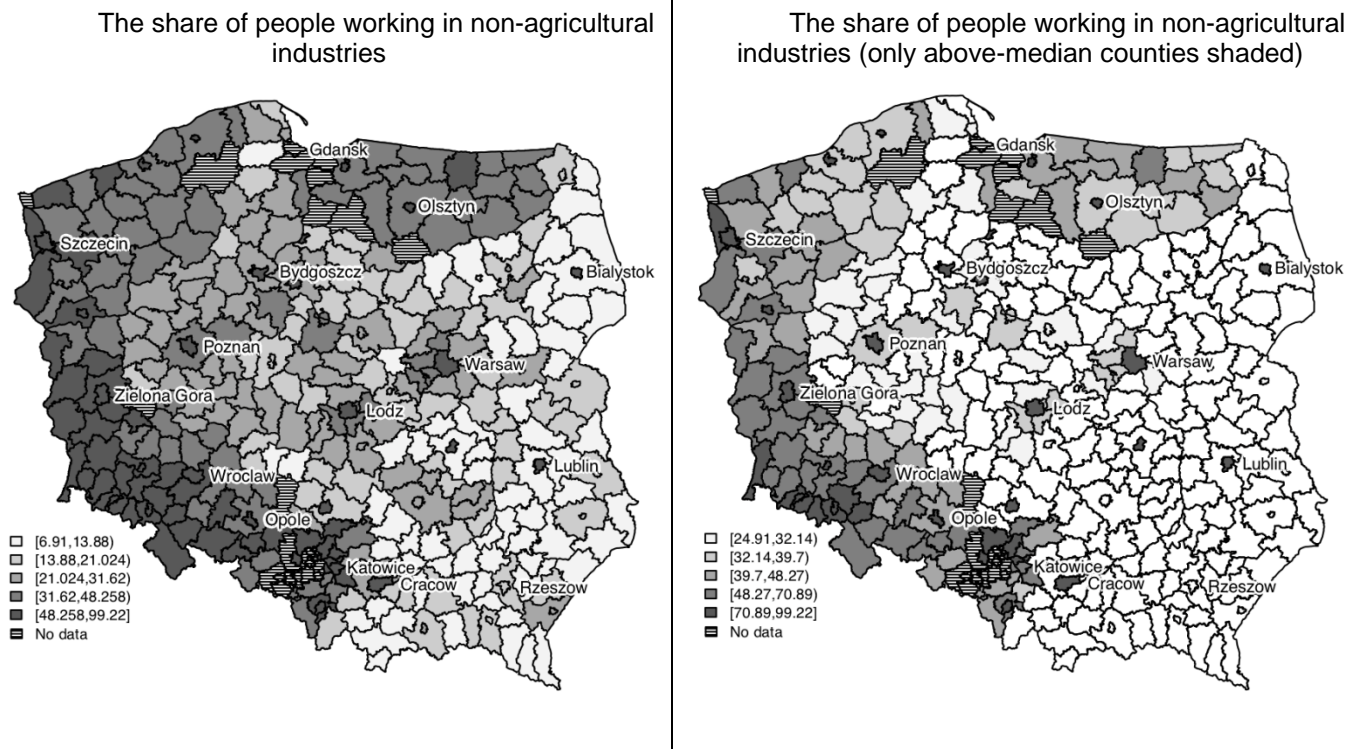 The share of people working in non-agricultural
industries
Gdansk
Olsztyn
Szczecin
Bydgoszcz
Bialystok
Poznan
Warsaw
Zielona Gora
Lodz
Wroclaw
Lublin
Opole
Katowice
Cracow
Rzeszow
[6.91,13.88)
[13.88,21.024)
[21.024,31.62)
[31.62,48.258)
[48.258,99.22]
No data
The share of people working in non-agricultural
industries (only above-median counties shaded)
Gdansk
Olsztyn
Szczecin
Bydgoszcz
Bialystok
Poznan
Warsaw
Zielona Gora
Lodz
Wroclaw
Lublin
Opole
Katowice
Cracow
Rzeszow
[24.91,32.14)
[32.14,39.7)
[39.7,48.27)
[48.27,70.89)
[70.89,99.22]
No data